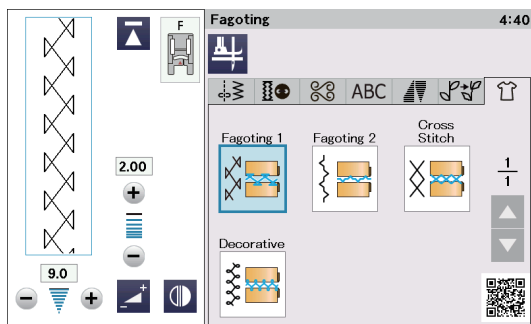 F
2.00
9.0
Fagoting
4:40
ABC
Fagoting 1
Fagoting 2
Cross
Stitch
1
1
Decorative